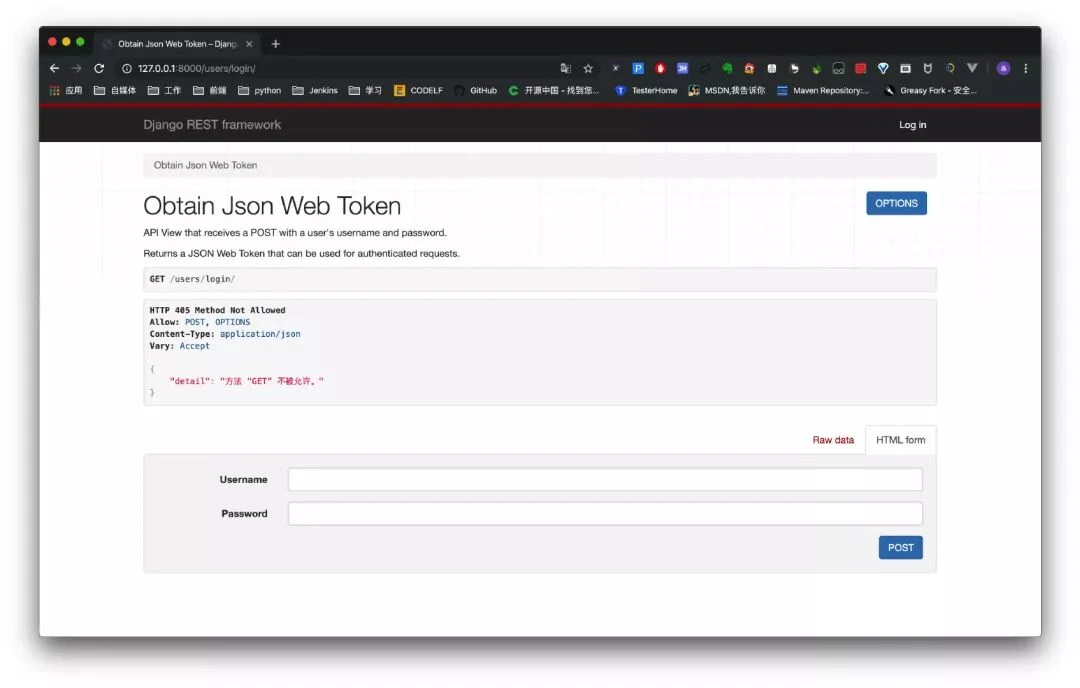 Obtain Json Web Token – Djang
127.0.0.1:8000/users/login/
应用 自媒体 工作 前端 python Jenkins 学习 CODELF GitHub 开源中国 - 找到您... TesterHome MSDN,我告诉你 Maven Repository:... Greasy Fork - 安全...
Django REST framework Log in
Obtain Json Web Token
Obtain Json Web Token OPTIONS
API View that receives a POST with a user's username and password.
Returns a JSON Web Token that can be used for authenticated requests.
GET /users/login/
HTTP 405 Method Not Allowed
Allow: POST, OPTIONS
Content-Type: application/json
Vary: Accept
{
"detail": "方法 “GET” 不被允许。"
}
Raw data HTML form
Username
Password
POST